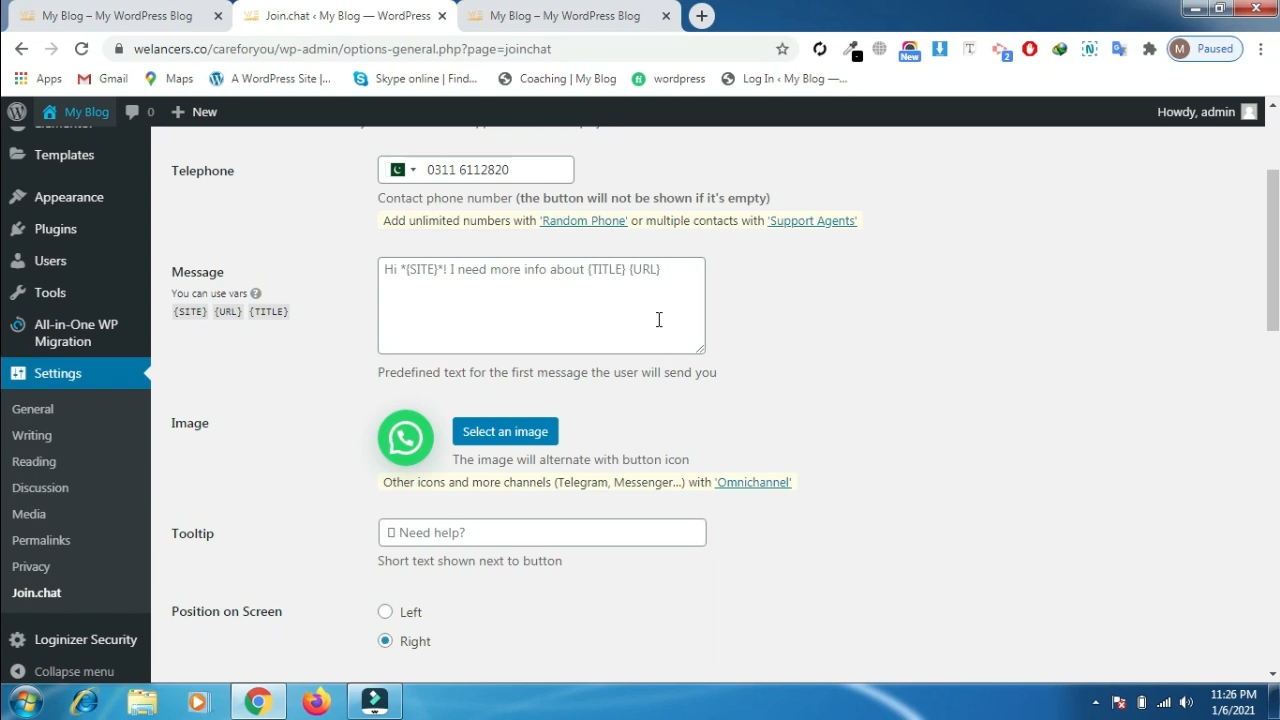 My Blog – My WordPress Blog
Join.chat ‹ My Blog — WordPress
My Blog – My WordPress Blog
welancers.co/careforyou/wp-admin/options-general.php?page=joinchat
New
2
M Paused
Apps
Gmail
Maps
A WordPress Site |...
Skype online | Find...
Coaching | My Blog
fi wordpress
Log In ‹ My Blog —...
My Blog
0
New
Howdy, admin
Templates
Appearance
Plugins
Users
Tools
All-in-One WP
Migration
Settings
General
Writing
Reading
Discussion
Media
Permalinks
Privacy
Join.chat
Loginizer Security
Collapse menu
Telephone
0311 6112820
Contact phone number (the button will not be shown if it's empty)
Add unlimited numbers with 'Random Phone' or multiple contacts with 'Support Agents'
Message
You can use vars ?
{SITE} {URL} {TITLE}
Hi *{SITE}*! I need more info about {TITLE} {URL}
Predefined text for the first message the user will send you
Image
Select an image
The image will alternate with button icon
Other icons and more channels (Telegram, Messenger...) with 'Omnichannel'
Tooltip
Need help?
Short text shown next to button
Position on Screen
Left
Right
11:26 PM
1/6/2021